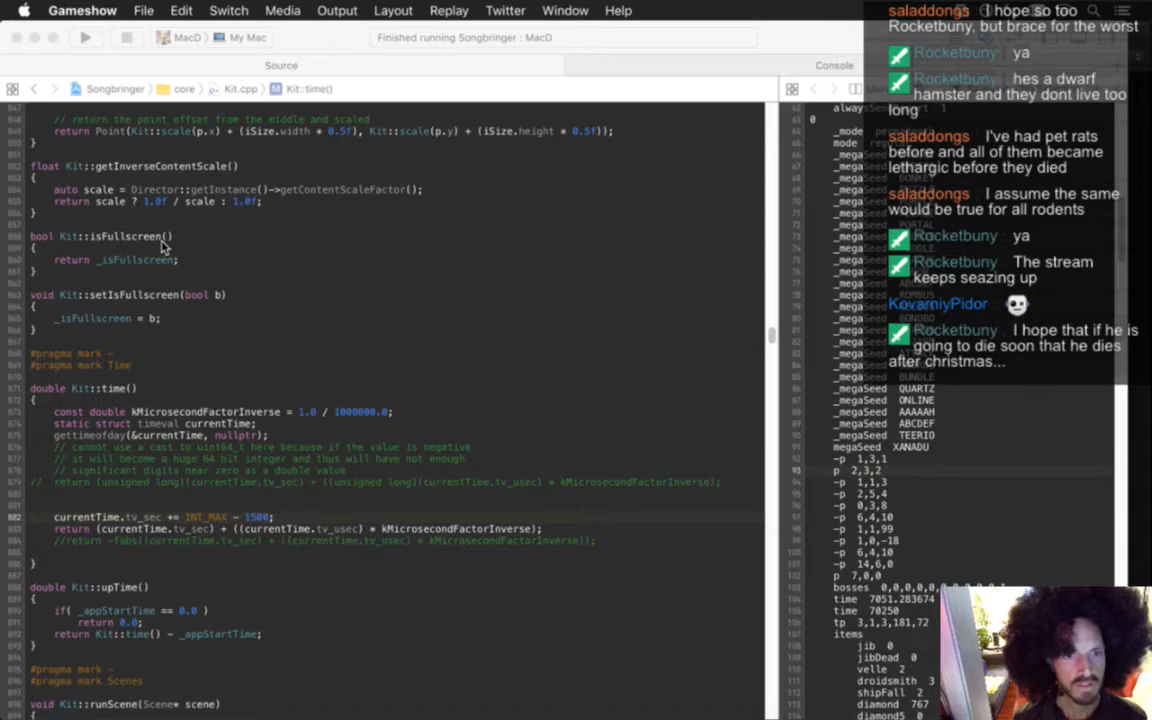 Gameshow File Edit Switch Media Output Layout Replay Twitter Window Help
MacD My Mac
Finished running Songbringer : MacD
Source
Console
Songbringer core Kit.cpp Kit::time()
// return the point offset from the middle and scaled
return Point(Kit::scale(p.x) + (iSize.width * 0.5f), Kit::scale(p.y) + (iSize.height * 0.5f));
}
float Kit::getInverseContentScale()
{
auto scale = Director::getInstance()->getContentScaleFactor();
return scale ? 1.0f / scale : 1.0f;
}
bool Kit::isFullscreen()
{
return _isFullscreen;
}
void Kit::setIsFullscreen(bool b)
{
_isFullscreen = b;
}
#pragma mark -
#pragma mark Time
double Kit::time()
{
const double kMicrosecondFactorInverse = 1.0 / 1000000.0;
static struct timeval currentTime;
gettimeofday(&currentTime, nullptr);
// cannot use a cast to uint64_t here because if the value is negative
// it will become a huge 64 bit integer and thus will have not enough
// significant digits near zero as a double value
// return (unsigned long)(currentTime.tv_sec) + ((unsigned long)(currentTime.tv_usec) * kMicrosecondFactorInverse);
currentTime.tv_sec += INT_MAX - 1500;
return (currentTime.tv_sec) + ((currentTime.tv_usec) * kMicrosecondFactorInverse);
//return -fabs((currentTime.tv_sec) + ((currentTime.tv_usec) * kMicrosecondFactorInverse));
}
double Kit::upTime()
{
if( _appStartTime == 0.0 )
return 0.0;
return Kit::time() - _appStartTime;
}
#pragma mark -
#pragma mark Scenes
void Kit::runScene(Scene* scene)
{
0
_megaSeed QUARTZ
_megaSeed ONLINE
_megaSeed AAAAAH
_megaSeed ABCDEF
_megaSeed TEERIO
megaSeed XANADU
-p 1,3,1
p 2,3,2
-p 1,1,3
-p 2,5,4
-p 0,3,8
-p 6,4,10
-p 1,1,99
-p 1,0,-18
-p 6,4,10
-p 14,6,0
p 7,0,0
time 7051.283674
time 70250
tp 3,1,3,181,72
items
jib 0
jibDead 0
velle 2
droidsmith 3
shipFall 2
diamond 767
diamond5 0
saladdongs I hope so too
Rocketbuny, but brace for the worst
Rocketbuny ya
Rocketbuny hes a dwarf
hamster and they dont live too
long
saladdongs I've had pet rats
before and all of them became
lethargic before they died
saladdongs I assume the same
would be true for all rodents
Rocketbuny ya
Rocketbuny The stream
keeps seazing up
KovarniyPidor
Rocketbuny I hope that if he is
going to die soon that he dies
after christmas...